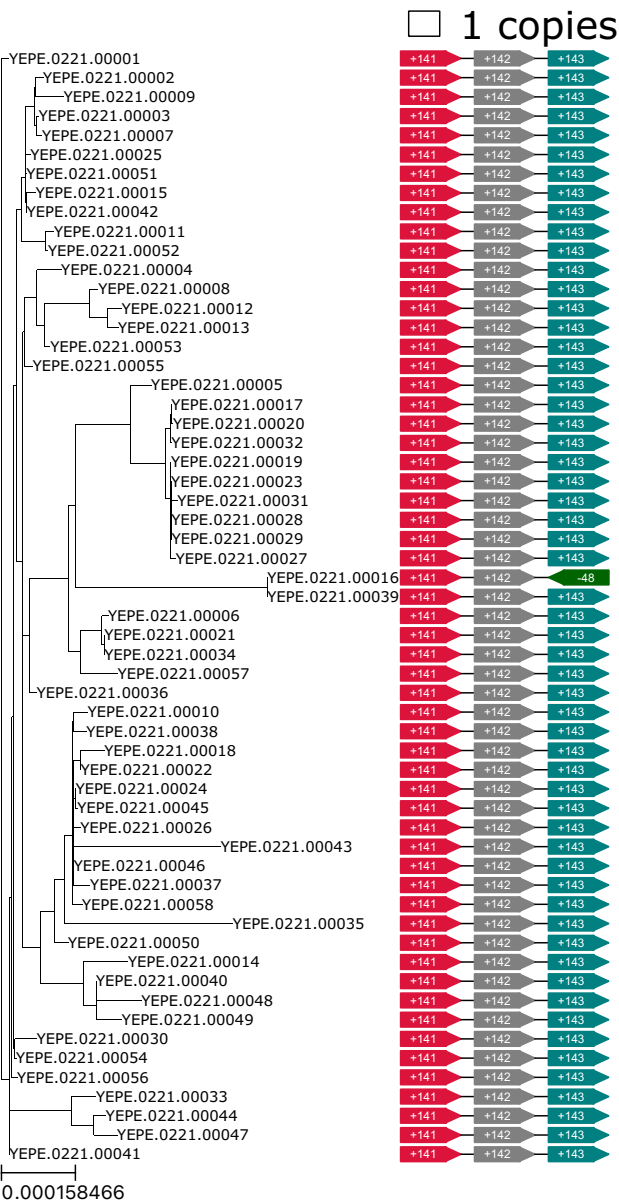 1 copies
YEPE.0221.00001 +141 +142 +143
YEPE.0221.00002 +141 +142 +143
YEPE.0221.00009 +141 +142 +143
YEPE.0221.00003 +141 +142 +143
YEPE.0221.00007 +141 +142 +143
YEPE.0221.00025 +141 +142 +143
YEPE.0221.00051 +141 +142 +143
YEPE.0221.00015 +141 +142 +143
YEPE.0221.00042 +141 +142 +143
YEPE.0221.00011 +141 +142 +143
YEPE.0221.00052 +141 +142 +143
YEPE.0221.00004 +141 +142 +143
YEPE.0221.00008 +141 +142 +143
YEPE.0221.00012 +141 +142 +143
YEPE.0221.00013 +141 +142 +143
YEPE.0221.00053 +141 +142 +143
YEPE.0221.00055 +141 +142 +143
YEPE.0221.00005 +141 +142 +143
YEPE.0221.00017 +141 +142 +143
YEPE.0221.00020 +141 +142 +143
YEPE.0221.00032 +141 +142 +143
YEPE.0221.00019 +141 +142 +143
YEPE.0221.00023 +141 +142 +143
YEPE.0221.00031 +141 +142 +143
YEPE.0221.00028 +141 +142 +143
YEPE.0221.00029 +141 +142 +143
YEPE.0221.00027 +141 +142 +143
YEPE.0221.00016 +141 +142 -48
YEPE.0221.00039 +141 +142 +143
YEPE.0221.00006 +141 +142 +143
YEPE.0221.00021 +141 +142 +143
YEPE.0221.00034 +141 +142 +143
YEPE.0221.00057 +141 +142 +143
YEPE.0221.00036 +141 +142 +143
YEPE.0221.00010 +141 +142 +143
YEPE.0221.00038 +141 +142 +143
YEPE.0221.00018 +141 +142 +143
YEPE.0221.00022 +141 +142 +143
YEPE.0221.00024 +141 +142 +143
YEPE.0221.00045 +141 +142 +143
YEPE.0221.00026 +141 +142 +143
YEPE.0221.00043 +141 +142 +143
YEPE.0221.00046 +141 +142 +143
YEPE.0221.00037 +141 +142 +143
YEPE.0221.00058 +141 +142 +143
YEPE.0221.00035 +141 +142 +143
YEPE.0221.00050 +141 +142 +143
YEPE.0221.00014 +141 +142 +143
YEPE.0221.00040 +141 +142 +143
YEPE.0221.00048 +141 +142 +143
YEPE.0221.00049 +141 +142 +143
YEPE.0221.00030 +141 +142 +143
YEPE.0221.00054 +141 +142 +143
YEPE.0221.00056 +141 +142 +143
YEPE.0221.00033 +141 +142 +143
YEPE.0221.00044 +141 +142 +143
YEPE.0221.00047 +141 +142 +143
YEPE.0221.00041 +141 +142 +143
0.000158466